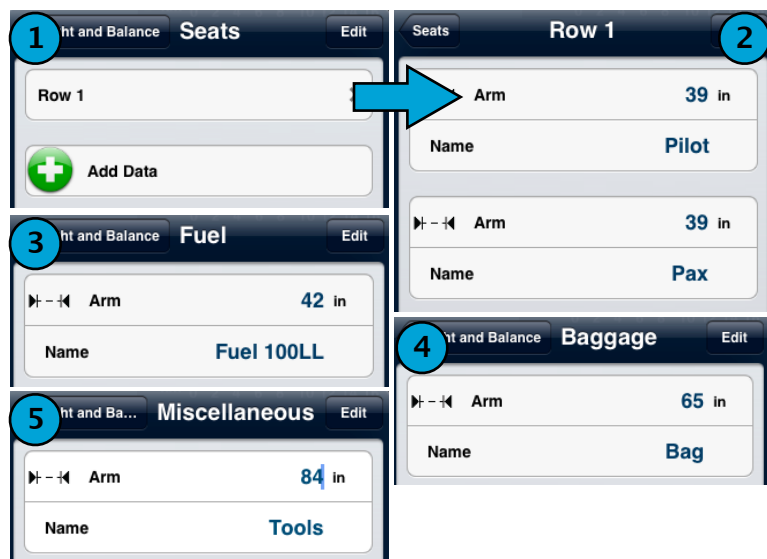 1
ht and Balance
Seats
Edit
Row 1
Add Data
2
Seats
Row 1
Arm
39 in
Name
Pilot
Arm
39 in
Name
Pax
3
ht and Balance
Fuel
Edit
Arm
42 in
Name
Fuel 100LL
4
ht and Balance
Baggage
Edit
Arm
65 in
Name
Bag
5
ht and Ba...
Miscellaneous
Edit
Arm
84 in
Name
Tools